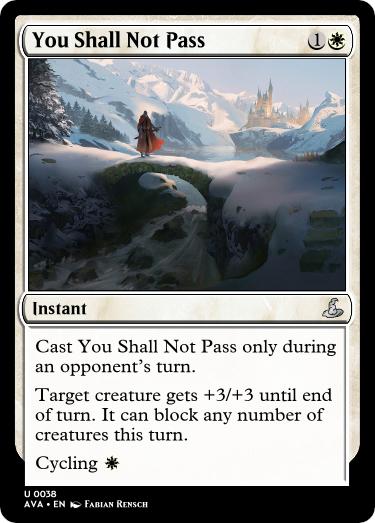 You Shall Not Pass 1
Instant
Cast You Shall Not Pass only during
an opponent's turn.
Target creature gets +3/+3 until end
of turn. It can block any number of
creatures this turn.
Cycling
U 0038
AVA • EN Fabian Rensch